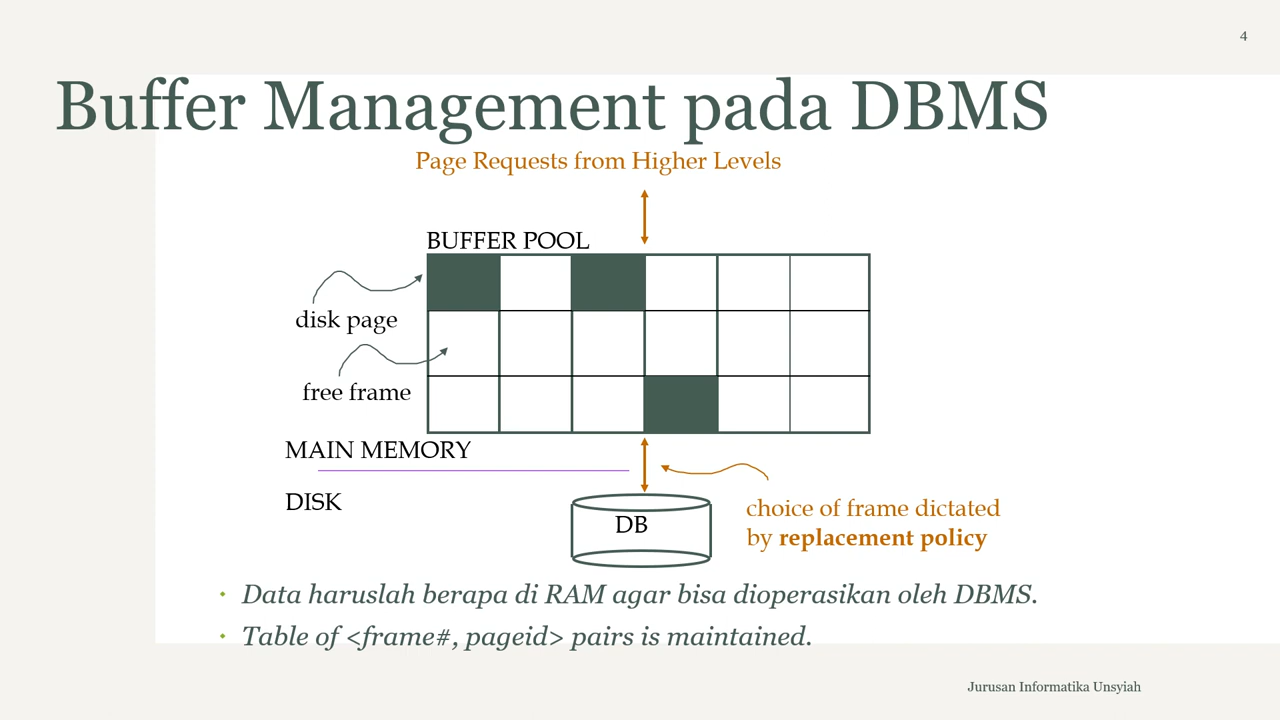 4
Buffer Management pada DBMS
Page Requests from Higher Levels
BUFFER POOL
disk page
free frame
MAIN MEMORY
DISK
DB
choice of frame dictated
by replacement policy
• Data haruslah berapa di RAM agar bisa dioperasikan oleh DBMS.
• Table of <frame#, pageid> pairs is maintained.
Jurusan Informatika Unsyiah